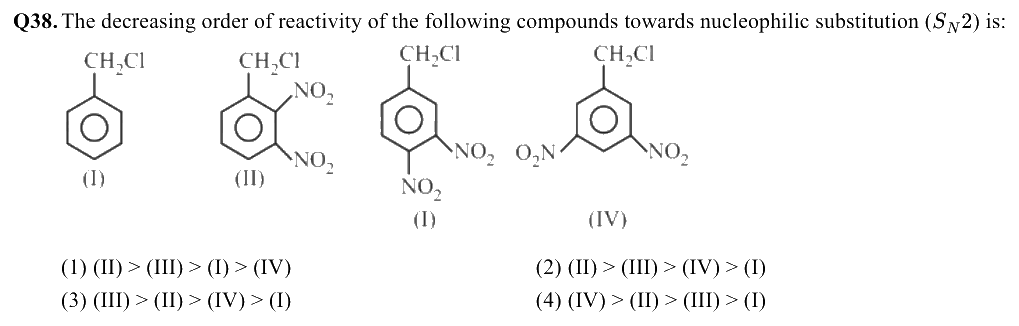 Q38. The decreasing order of reactivity of the following compounds towards nucleophilic substitution (S_N2) is:
CH₂Cl CH₂Cl CH₂Cl CH₂Cl
NO₂
NO₂ NO₂ O₂N NO₂
(I) (II) NO₂
(I) (IV)
(1) (II) > (III) > (I) > (IV) (2) (II) > (III) > (IV) > (I)
(3) (III) > (II) > (IV) > (I) (4) (IV) > (II) > (III) > (I)